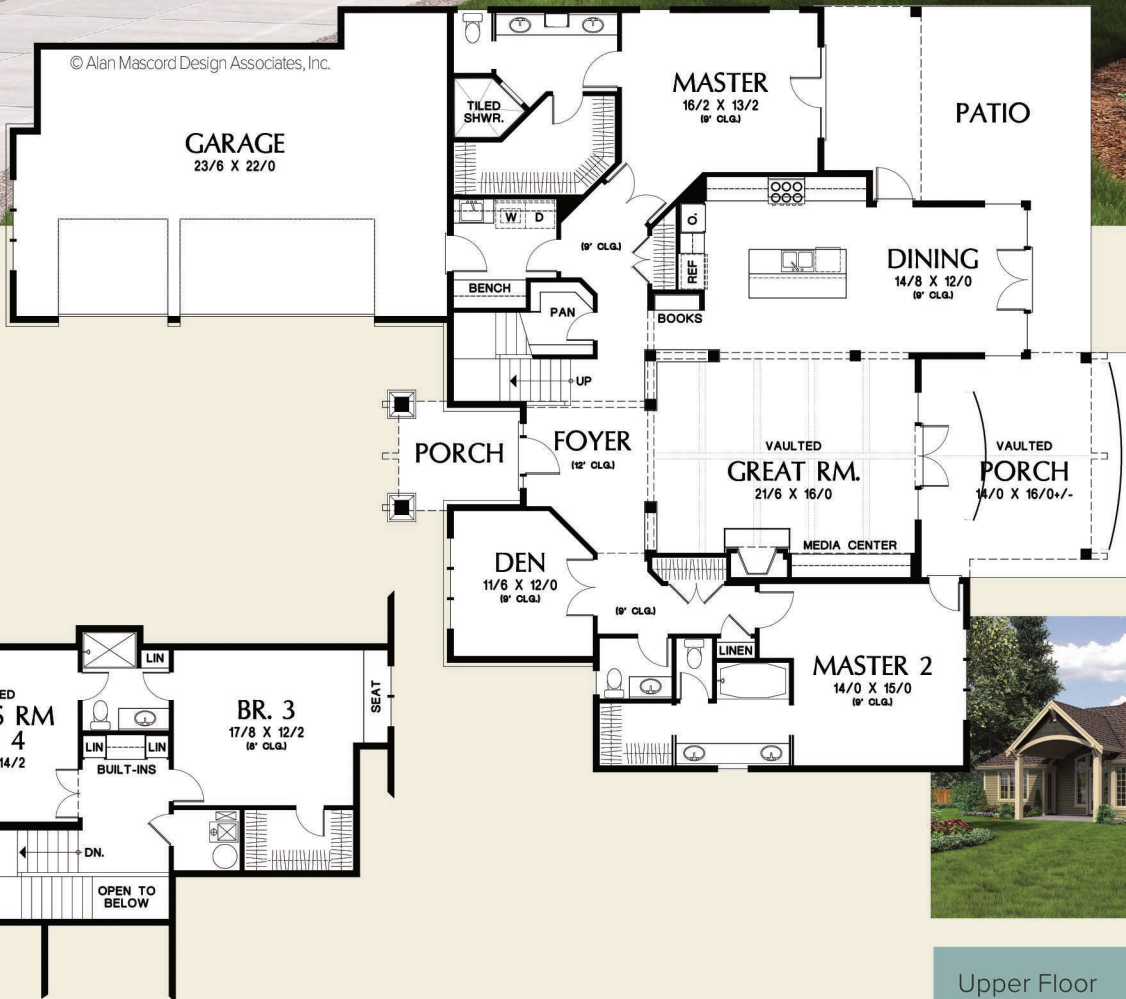 © Alan Mascord Design Associates, Inc.
GARAGE
23/6 X 22/0
TILED
SHWR.
MASTER
16/2 X 13/2
(9' CLG.)
PATIO
W D
BENCH
(9' CLG.)
O.
REF
DINING
14/8 X 12/0
(9' CLG.)
PAN
BOOKS
UP
PORCH
FOYER
(12' CLG.)
VAULTED
GREAT RM.
21/6 X 16/0
VAULTED
PORCH
14/0 X 16/0+/-
MEDIA CENTER
DEN
11/6 X 12/0
(9' CLG.)
(9' CLG.)
LINEN
MASTER 2
14/0 X 15/0
(9' CLG.)
LIN
ED
S RM
4
14/2
BR. 3
17/8 X 12/2
(8' CLG.)
SEAT
LIN
LIN
BUILT-INS
DN.
OPEN TO
BELOW
Upper Floor